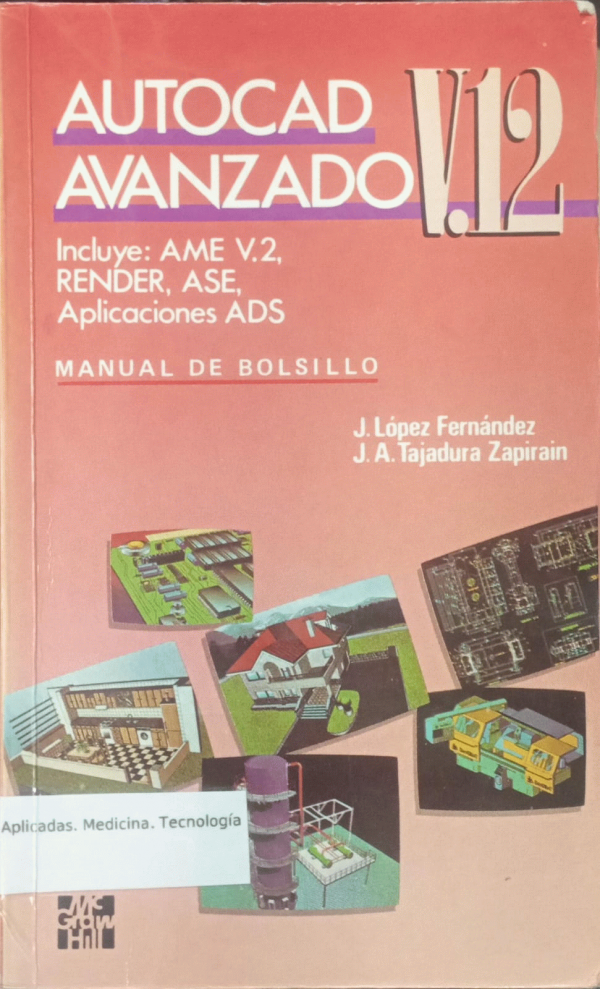 AUTOCAD
AVANZADO V.12
Incluye: AME V.2,
RENDER, ASE,
Aplicaciones ADS
MANUAL DE BOLSILLO
J. López Fernández
J. A. Tajadura Zapirain
Aplicadas. Medicina. Tecnología
Mc
Graw
Hill